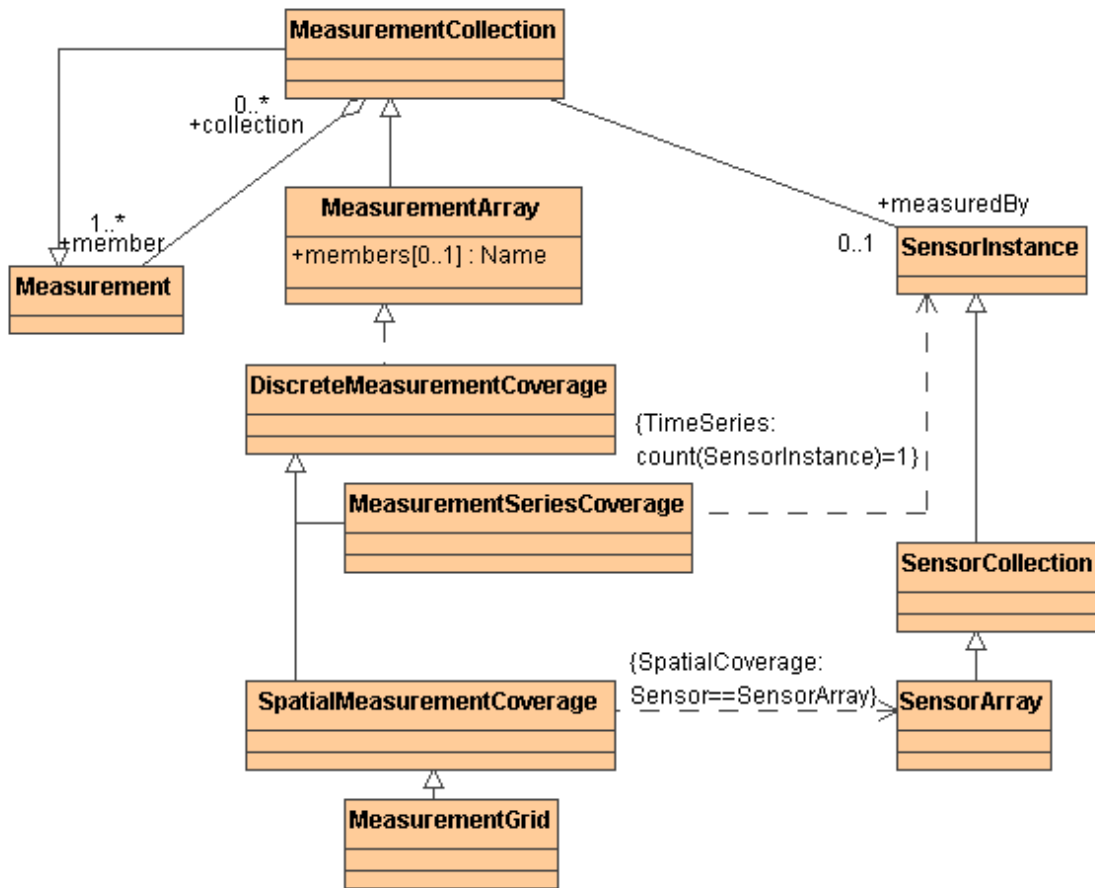 MeasurementCollection
0..*
+collection
MeasurementArray
+members[0..1] : Name
1..*
+member
Measurement
+measuredBy
0..1
SensorInstance
DiscreteMeasurementCoverage
{TimeSeries:
count(SensorInstance)=1}
MeasurementSeriesCoverage
SensorCollection
{SpatialCoverage:
Sensor==SensorArray}
SpatialMeasurementCoverage
SensorArray
MeasurementGrid